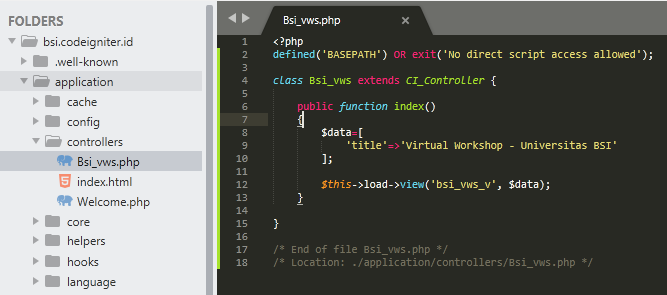 FOLDERS
bsi.codeigniter.id
.well-known
application
cache
config
controllers
Bsi_vws.php
index.html
Welcome.php
core
helpers
hooks
language
Bsi_vws.php
1 <?php
2 defined('BASEPATH') OR exit('No direct script access allowed');
3
4 class Bsi_vws extends CI_Controller {
5
6 public function index()
7 {
8 $data=[
9 'title'=>'Virtual Workshop - Universitas BSI'
10 ];
11
12 $this->load->view('bsi_vws_v', $data);
13 }
14
15 }
16
17 /* End of file Bsi_vws.php */
18 /* Location: ./application/controllers/Bsi_vws.php */